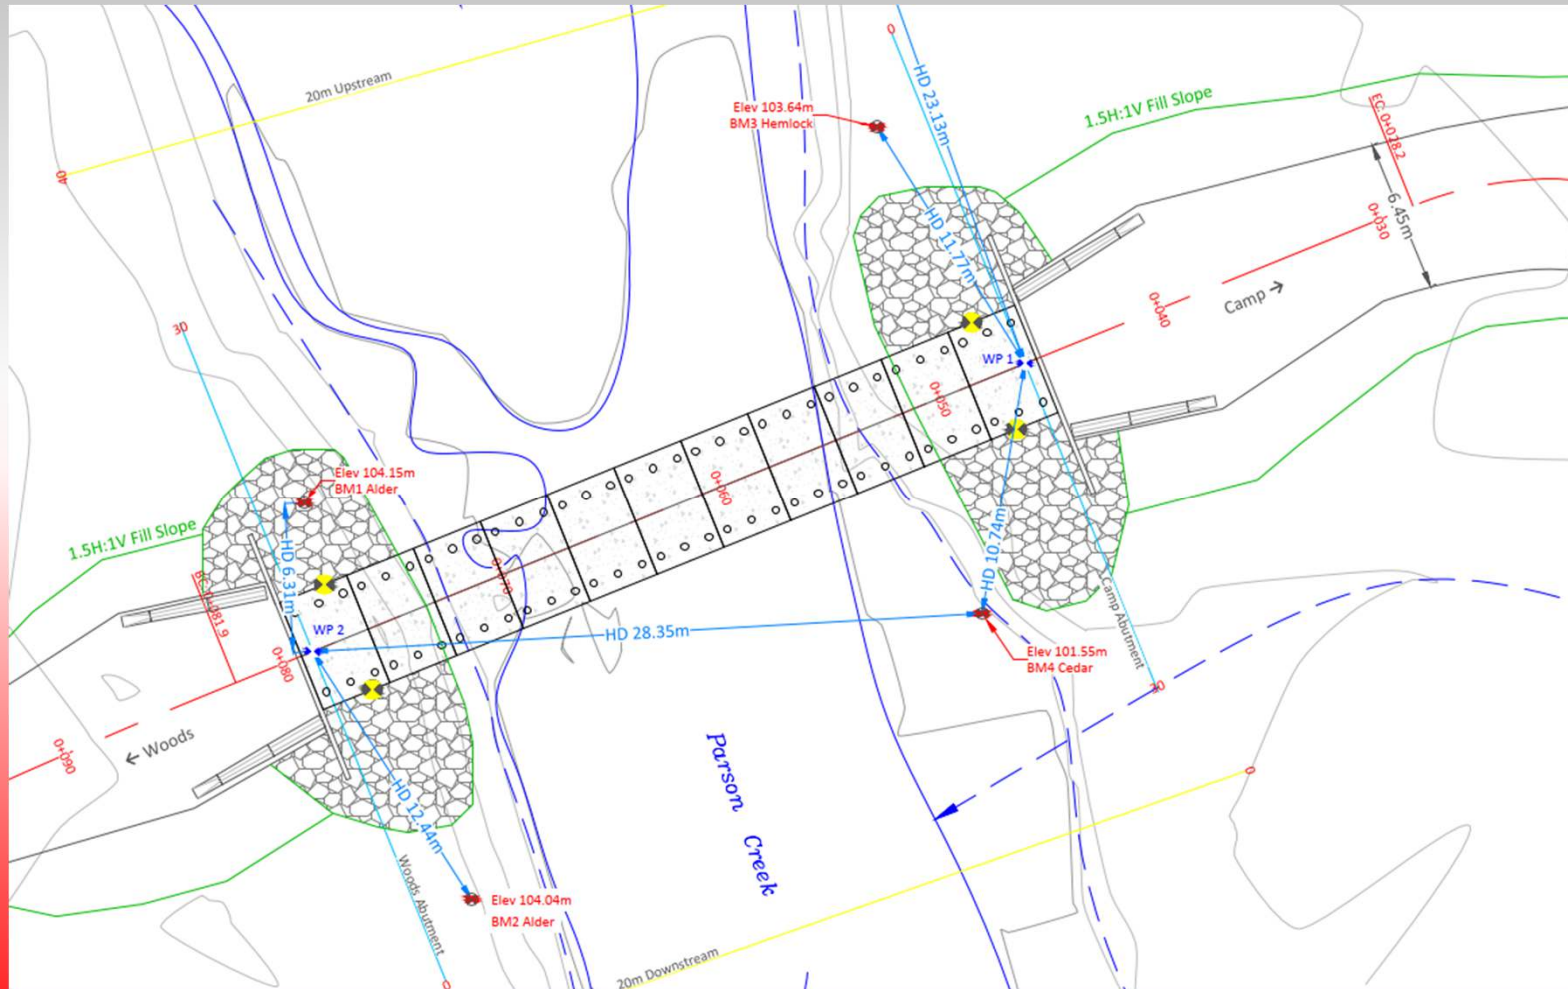 0
20m Upstream
HD 23.13m
Elev 103.64m
BM3 Hemlock
1.5H:1V Fill Slope
EC: 0+028.2
40
6.45m
0+030
HD 11.77m
Camp →
0+040
30
WP 1
0+050
Elev 104.15m
BM1 Alder
0+060
1.5H:1V Fill Slope
HD 6.31m
HD 10.74m
0+070
BC: 0+081.9
Camp Abutment
WP 2
HD 28.35m
0+080
Elev 101.55m
BM4 Cedar
← Woods
0+090
Parson Creek
0
HD 12.44m
Woods Abutment
Elev 104.04m
BM2 Alder
20m Downstream
0